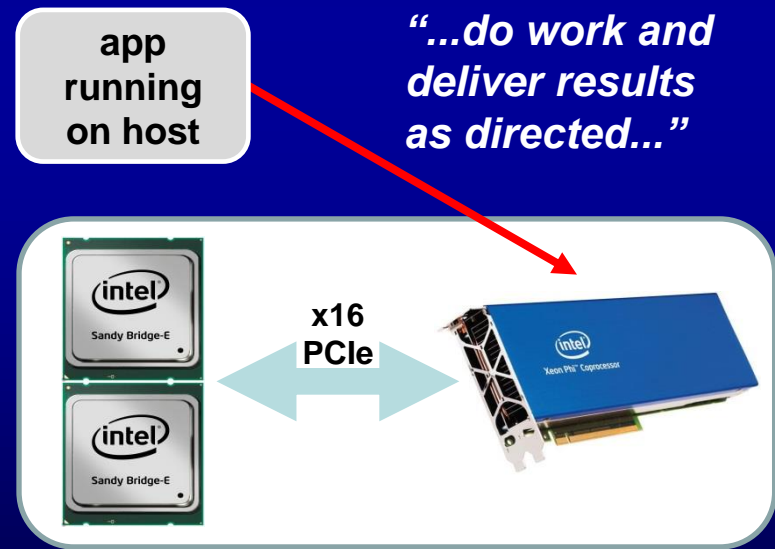 app
running
on host
“...do work and
deliver results
as directed...”
intel
Sandy Bridge-E
x16
PCIe
intel
Xeon Phi™ Coprocessor
intel
Sandy Bridge-E